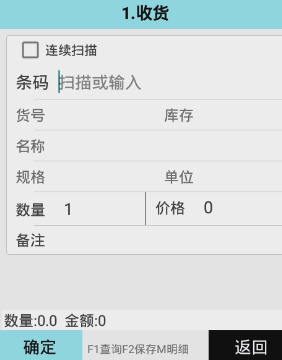 1.收货
连续扫描
条码 扫描或输入
货号 库存
名称
规格 单位
数量 1 价格 0
备注
数量:0.0 金额:0
确定 F1查询F2保存M明细 返回